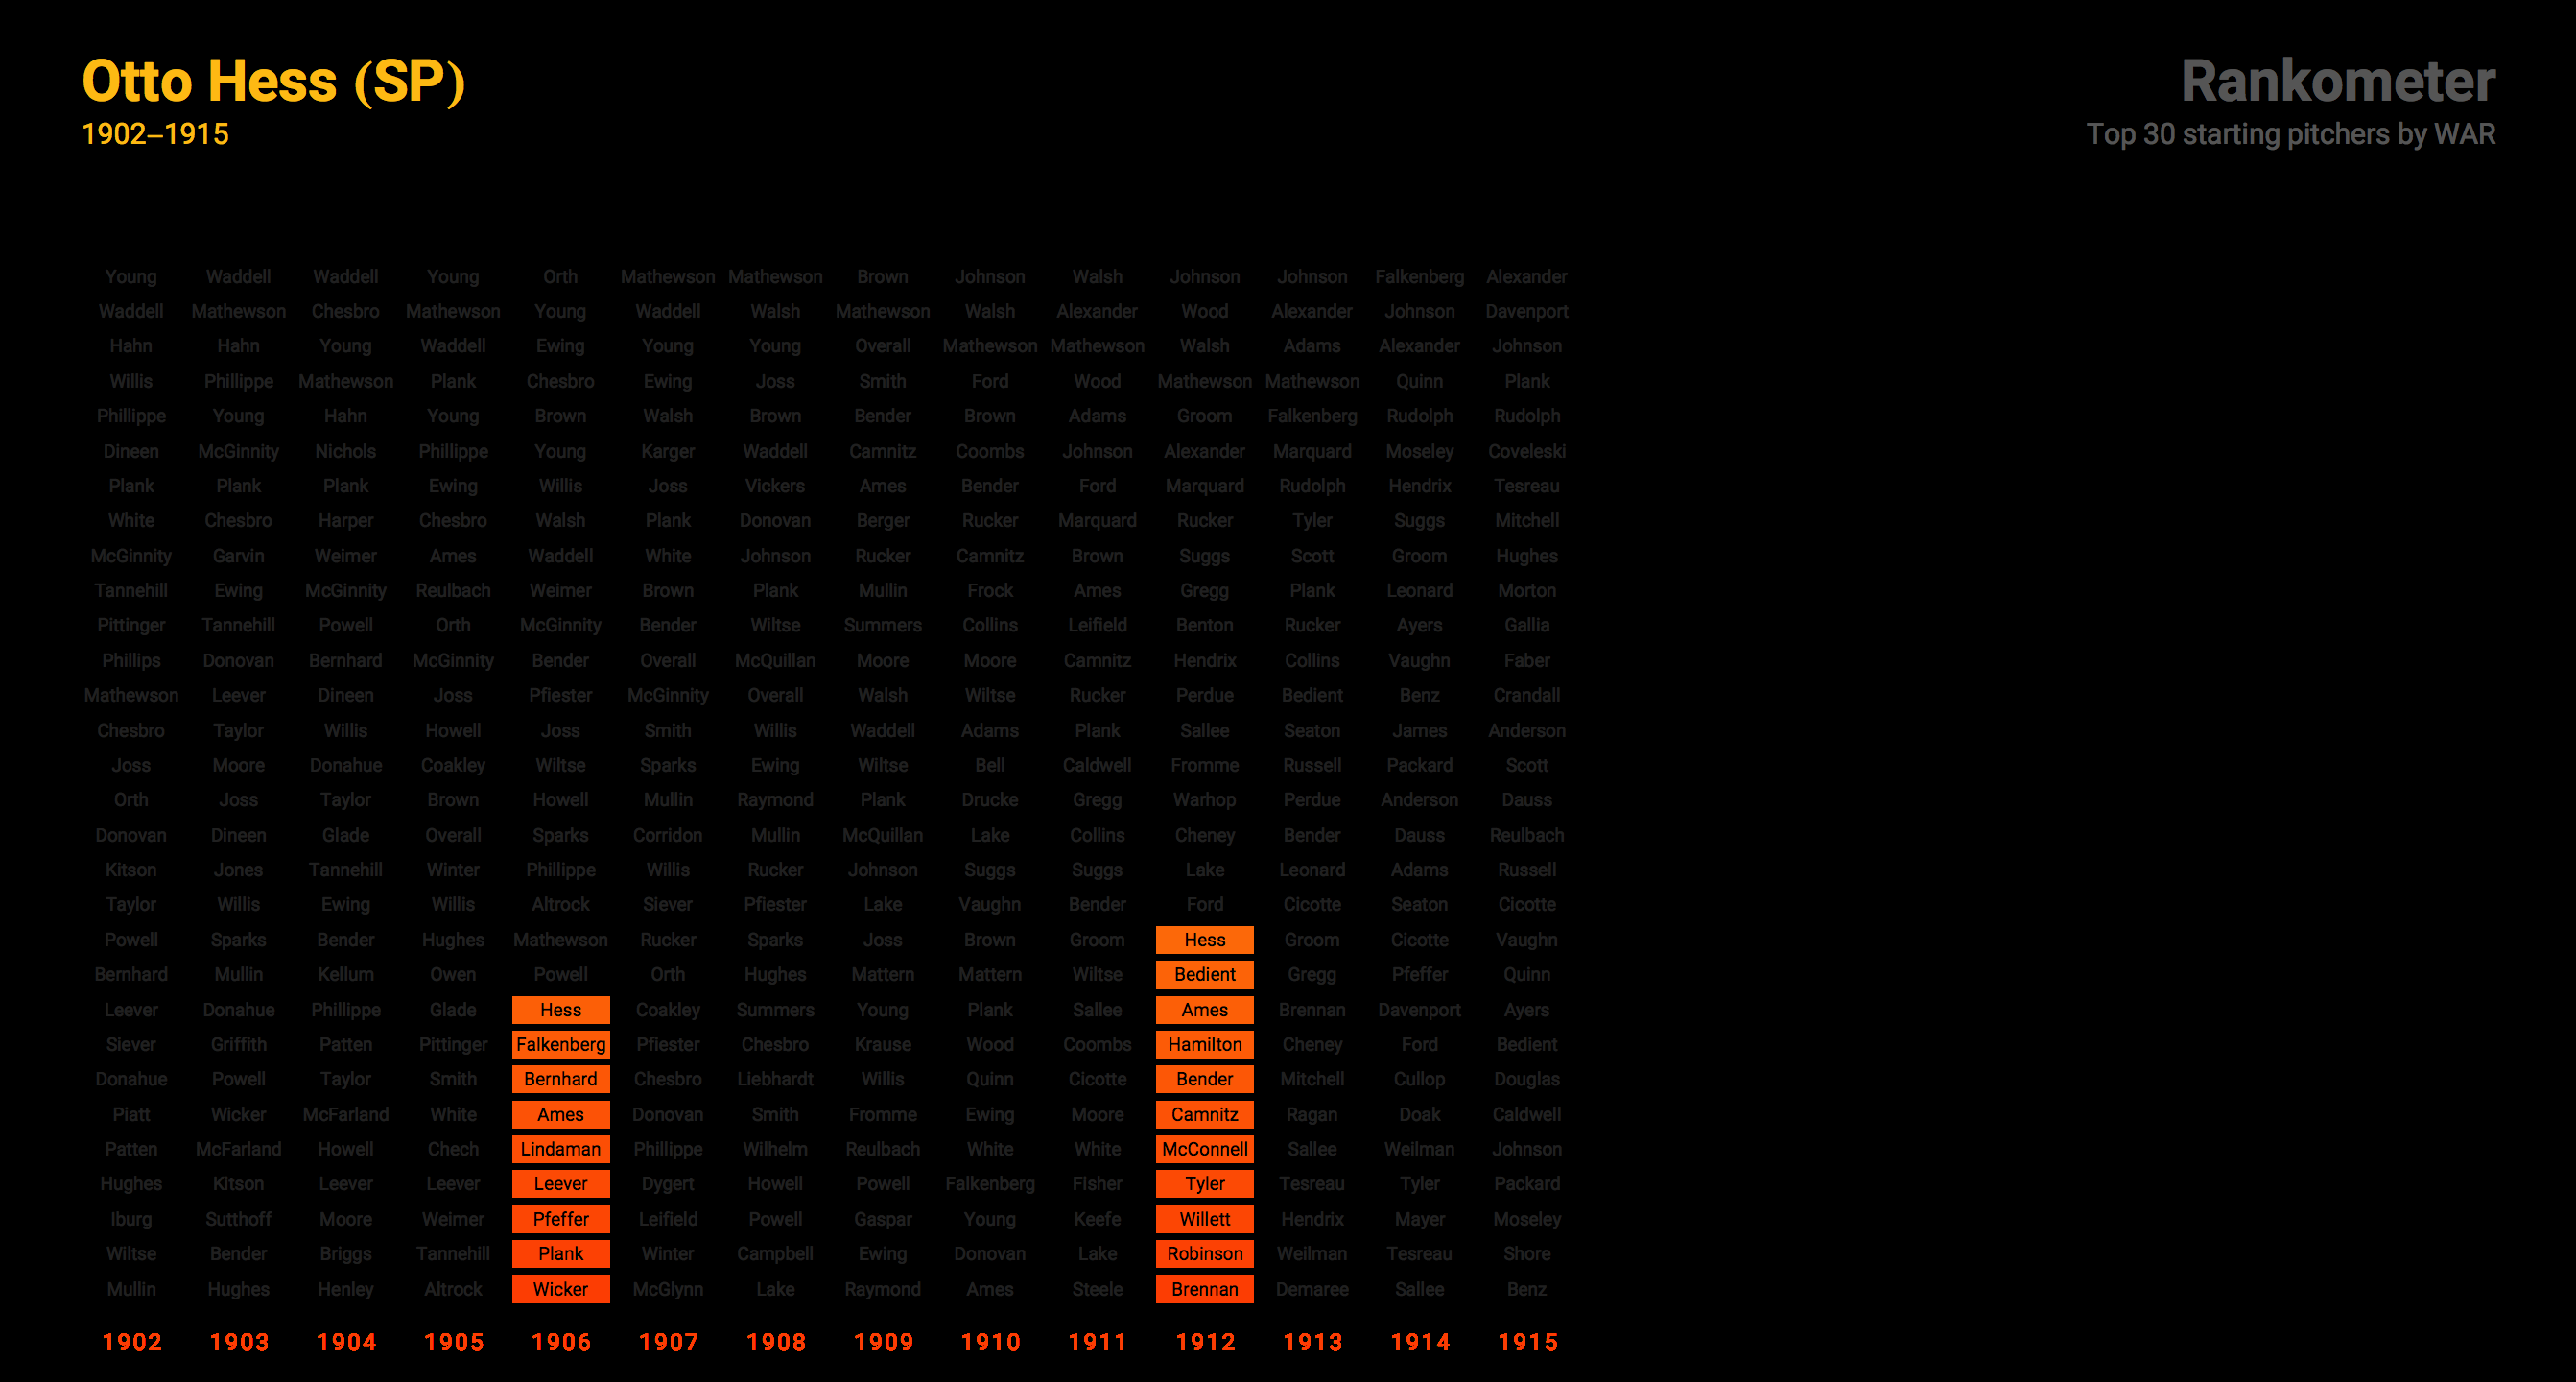 Otto Hess (SP)
1902–1915
Rankometer
Top 30 starting pitchers by WAR
Young Waddell Waddell Young Orth Mathewson Mathewson Brown Johnson Walsh Johnson Johnson Falkenberg Alexander
Waddell Mathewson Chesbro Mathewson Young Waddell Walsh Mathewson Walsh Alexander Wood Alexander Johnson Davenport
Hahn Hahn Young Waddell Ewing Young Young Overall Mathewson Mathewson Walsh Adams Alexander Johnson
Willis Phillippe Mathewson Plank Chesbro Ewing Joss Smith Ford Wood Mathewson Mathewson Quinn Plank
Phillippe Young Hahn Young Brown Walsh Brown Bender Brown Adams Groom Falkenberg Rudolph Rudolph
Dineen McGinnity Nichols Phillippe Young Karger Waddell Camnitz Coombs Johnson Alexander Marquard Moseley Coveleski
Plank Plank Plank Ewing Willis Joss Vickers Ames Bender Ford Marquard Rudolph Hendrix Tesreau
White Chesbro Harper Chesbro Walsh Plank Donovan Berger Rucker Marquard Rucker Tyler Suggs Mitchell
McGinnity Garvin Weimer Ames Waddell White Johnson Rucker Camnitz Brown Suggs Scott Groom Hughes
Tannehill Ewing McGinnity Reulbach Weimer Brown Plank Mullin Frock Ames Gregg Plank Leonard Morton
Pittinger Tannehill Powell Orth McGinnity Bender Wiltse Summers Collins Leifield Benton Rucker Ayers Gallia
Phillips Donovan Bernhard McGinnity Bender Overall McQuillan Moore Moore Camnitz Hendrix Collins Vaughn Faber
Mathewson Leever Dineen Joss Pfiester McGinnity Overall Walsh Wiltse Rucker Perdue Bedient Benz Crandall
Chesbro Taylor Willis Howell Joss Smith Willis Waddell Adams Plank Sallee Seaton James Anderson
Joss Moore Donahue Coakley Wiltse Sparks Ewing Wiltse Bell Caldwell Fromme Russell Packard Scott
Orth Joss Taylor Brown Howell Mullin Raymond Plank Drucke Gregg Warhop Perdue Anderson Dauss
Donovan Dineen Glade Overall Sparks Corridon Mullin McQuillan Lake Collins Cheney Bender Dauss Reulbach
Kitson Jones Tannehill Winter Phillippe Willis Rucker Johnson Suggs Suggs Lake Leonard Adams Russell
Taylor Willis Ewing Willis Altrock Siever Pfiester Lake Vaughn Bender Ford Cicotte Seaton Cicotte
Powell Sparks Bender Hughes Mathewson Rucker Sparks Joss Brown Groom Hess Groom Cicotte Vaughn
Bernhard Mullin Kellum Owen Powell Orth Hughes Mattern Mattern Wiltse Bedient Gregg Pfeffer Quinn
Leever Donahue Phillippe Glade Hess Coakley Summers Young Plank Sallee Ames Brennan Davenport Ayers
Siever Griffith Patten Pittinger Falkenberg Pfiester Chesbro Krause Wood Coombs Hamilton Cheney Ford Bedient
Donahue Powell Taylor Smith Bernhard Chesbro Liebhardt Willis Quinn Cicotte Bender Mitchell Cullop Douglas
Piatt Wicker McFarland White Ames Donovan Smith Fromme Ewing Moore Camnitz Ragan Doak Caldwell
Patten McFarland Howell Chech Lindaman Phillippe Wilhelm Reulbach White White McConnell Sallee Weilman Johnson
Hughes Kitson Leever Leever Leever Dygert Howell Powell Falkenberg Fisher Tyler Tesreau Tyler Packard
Iburg Sutthoff Moore Weimer Pfeffer Leifield Powell Gaspar Young Keefe Willett Hendrix Mayer Moseley
Wiltse Bender Briggs Tannehill Plank Winter Campbell Ewing Donovan Lake Robinson Weilman Tesreau Shore
Mullin Hughes Henley Altrock Wicker McGlynn Lake Raymond Ames Steele Brennan Demaree Sallee Benz
1902 1903 1904 1905 1906 1907 1908 1909 1910 1911 1912 1913 1914 1915